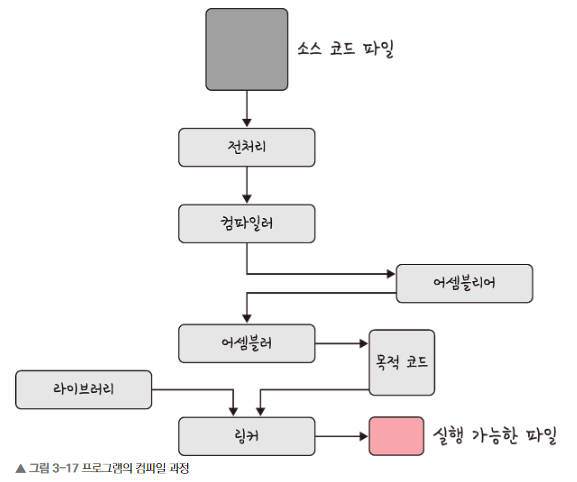 소스 코드 파일
전처리
컴파일러
어셈블리어
어셈블러
목적 코드
라이브러리
링커
실행 가능한 파일
▲ 그림 3-17 프로그램의 컴파일 과정